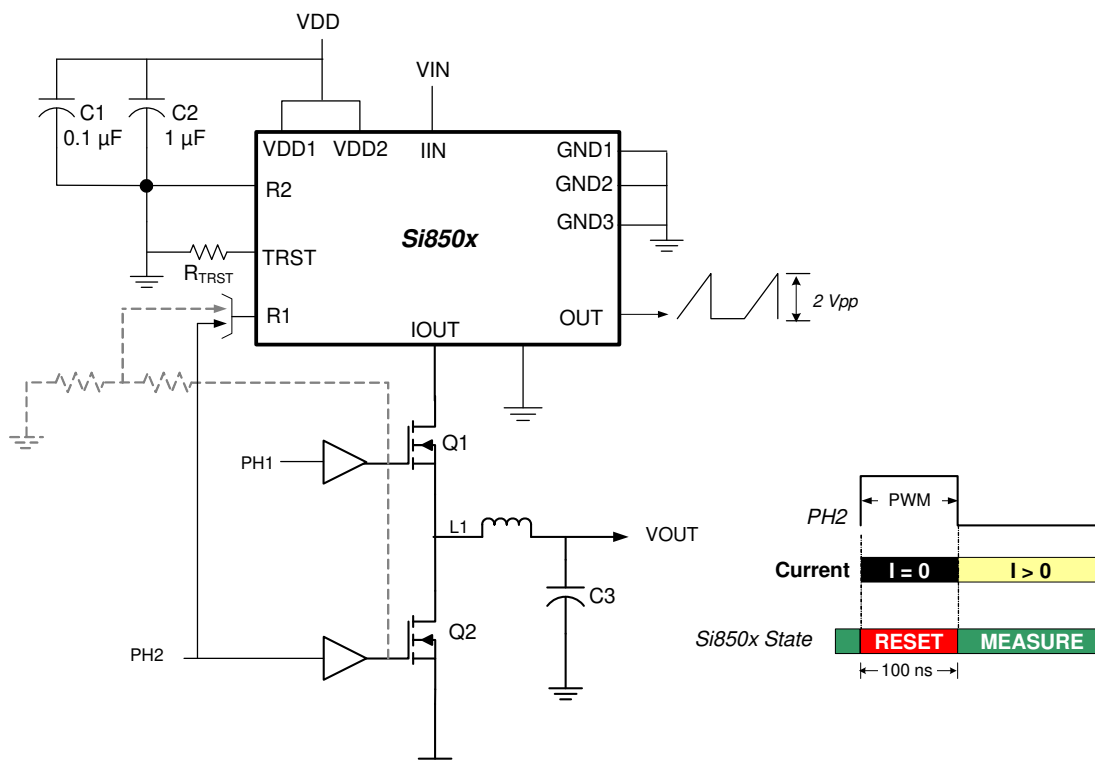 VDD
VIN
C1
0.1 µF
C2
1 µF
VDD1
VDD2
IIN
GND1
GND2
GND3
R2
Si850x
TRST
RTRST
R1
OUT
2 Vpp
IOUT
Q1
PH1
L1
VOUT
C3
Q2
PH2
PH2
PWM
Current
I = 0
I > 0
Si850x State
RESET
MEASURE
100 ns